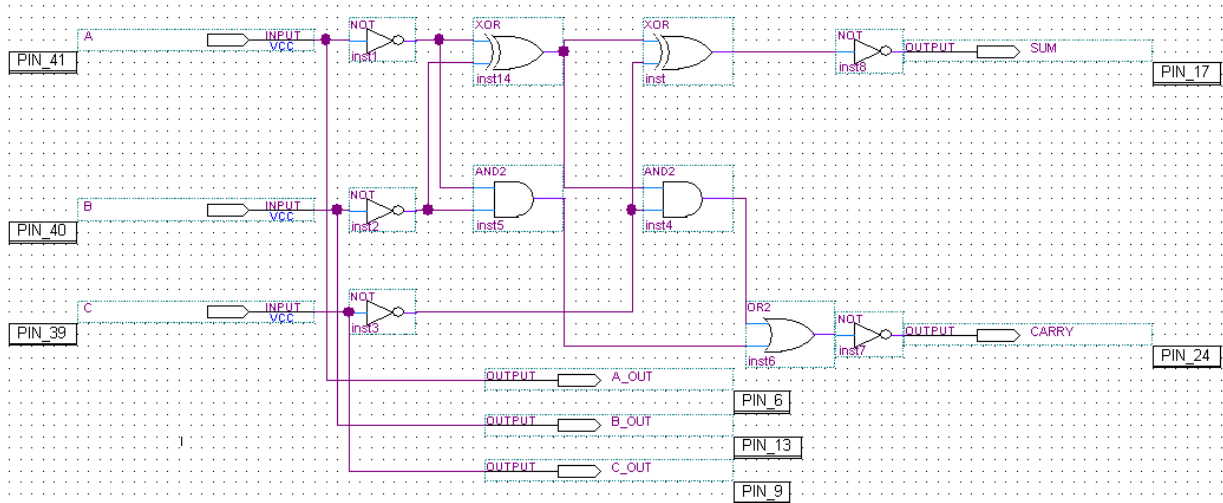 NOT XOR XOR NOT
A INPUT VCC inst1 inst14 inst inst8 OUTPUT SUM
PIN_41 PIN_17
NOT AND2 AND2
B INPUT VCC inst2 inst5 inst4
PIN_40
NOT OR2 NOT
C INPUT VCC inst3 inst6 inst7 OUTPUT CARRY
PIN_39 PIN_24
OUTPUT A_OUT
PIN_6
OUTPUT B_OUT
PIN_13
OUTPUT C_OUT
PIN_9